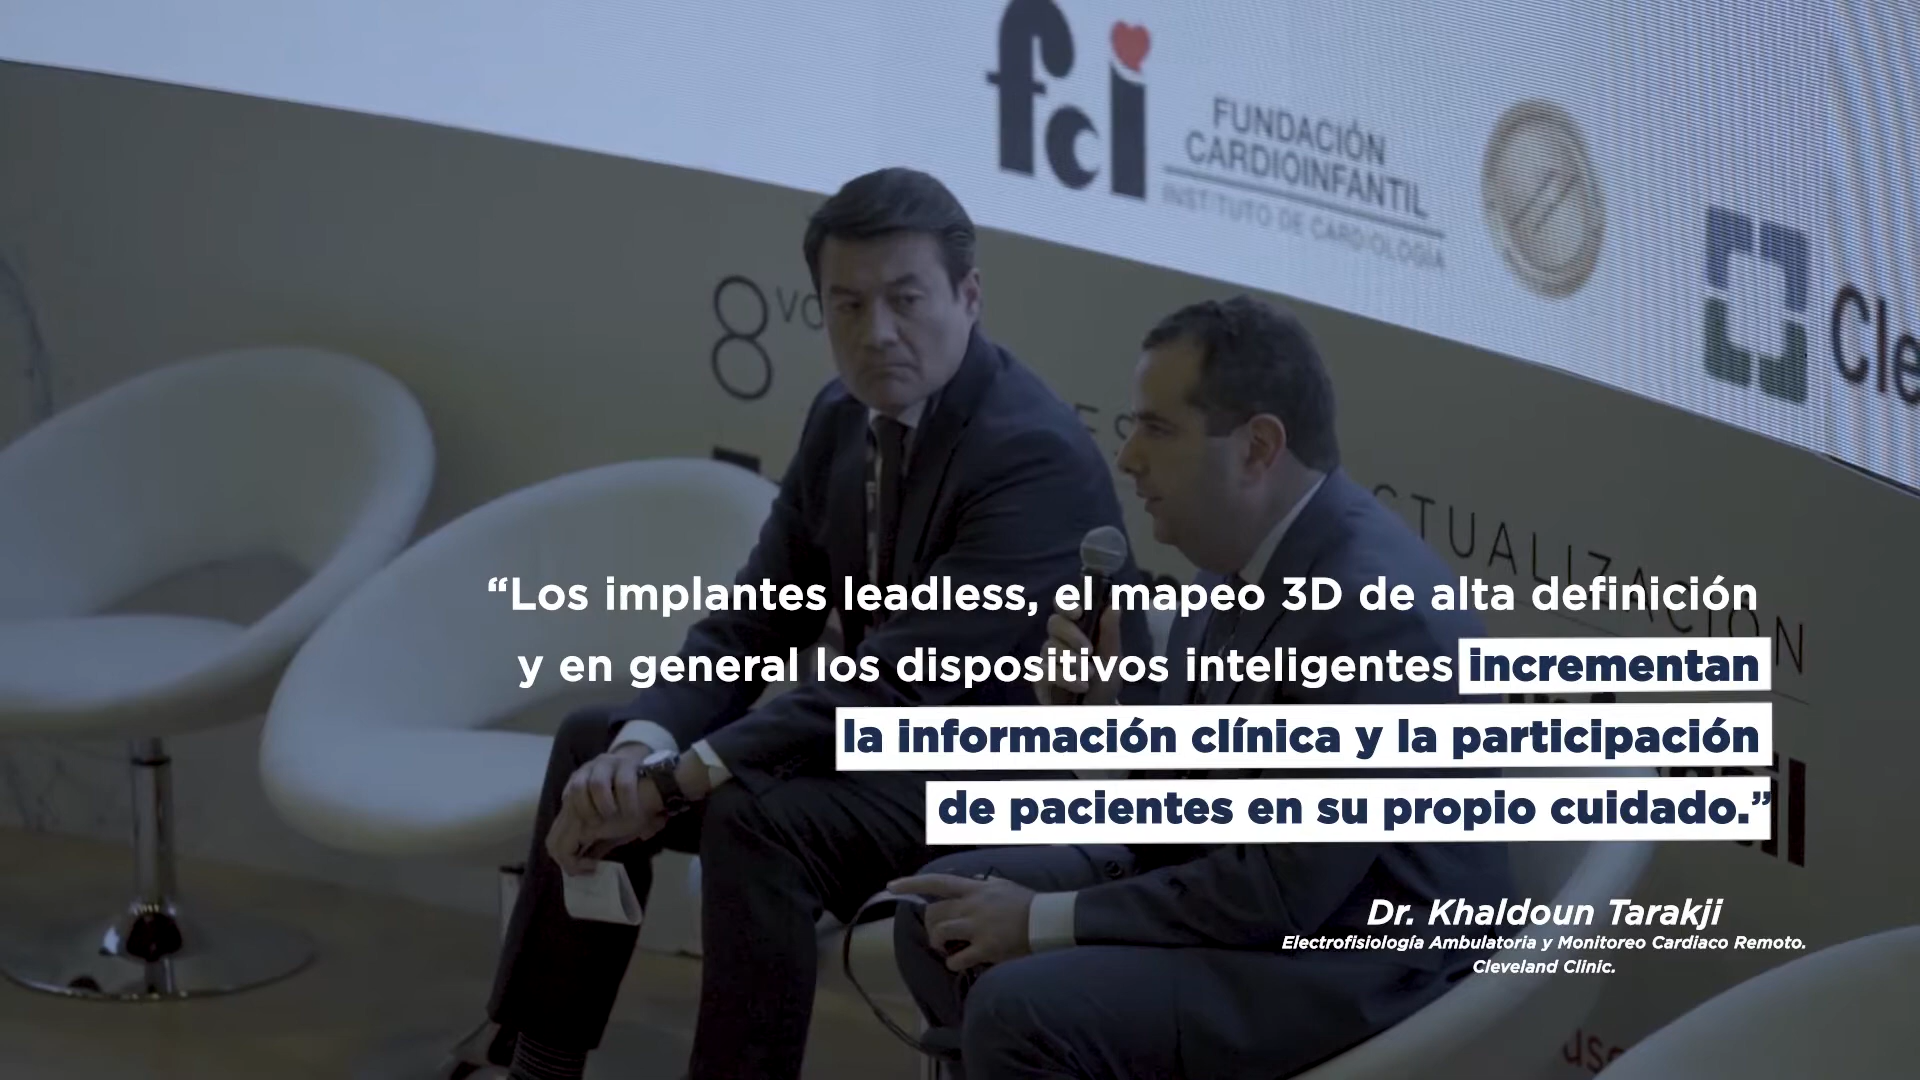 fci
FUNDACIÓN
CARDIOINFANTIL
INSTITUTO DE CARDIOLOGÍA
8vo
“Los implantes leadless, el mapeo 3D de alta definición
y en general los dispositivos inteligentes incrementan
la información clínica y la participación
de pacientes en su propio cuidado.”
Dr. Khaldoun Tarakji
Electrofisiología Ambulatoria y Monitoreo Cardiaco Remoto.
Cleveland Clinic.